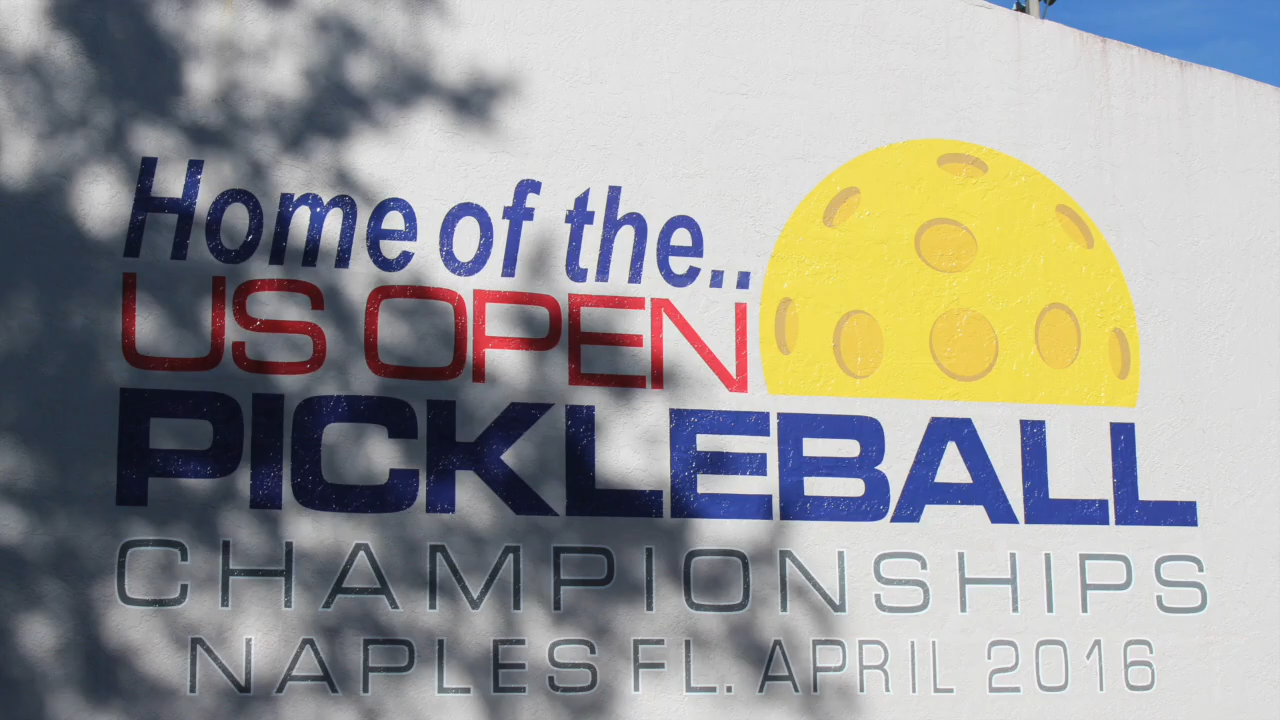 Home of the..
US OPEN
PICKLEBALL
CHAMPIONSHIPS
NAPLES FL. APRIL 2016